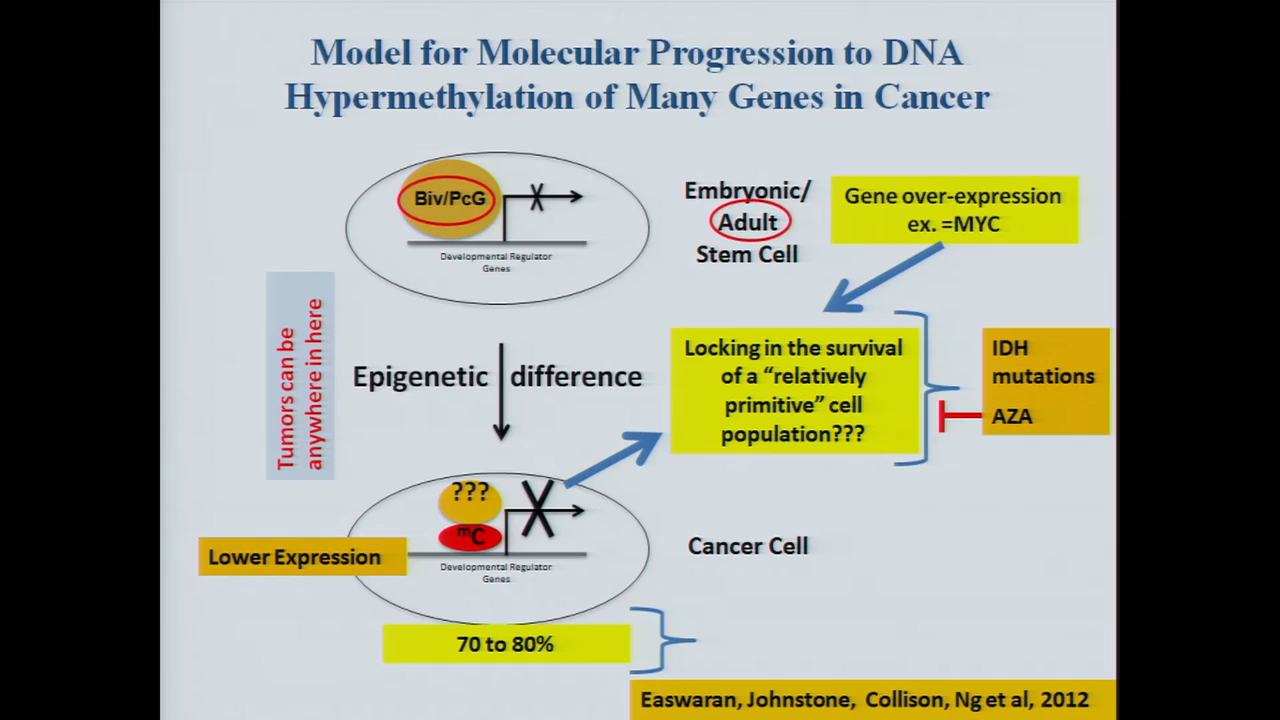 Model for Molecular Progression to DNA
Hypermethylation of Many Genes in Cancer
Biv/PcG
Developmental Regulator
Genes
Embryonic/
Adult
Stem Cell
Gene over-expression
ex. =MYC
Tumors can be
anywhere in here
Epigenetic difference
Locking in the survival
of a “relatively
primitive” cell
population???
IDH
mutations
AZA
???
mC
Lower Expression
Developmental Regulator
Genes
Cancer Cell
70 to 80%
Easwaran, Johnstone, Collison, Ng et al, 2012